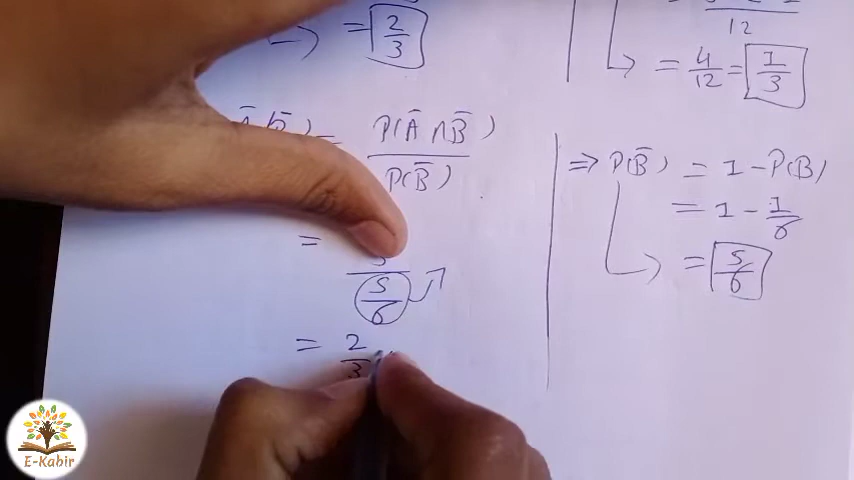 = 2/3
12
= 4/12 = 1/3
= P(Ā ∩ B̄) / P(B̄)
=
5/6
= 2/3
⇒ P(B̄) = 1 - P(B)
= 1 - 1/6
= 5/6
E-Kabir